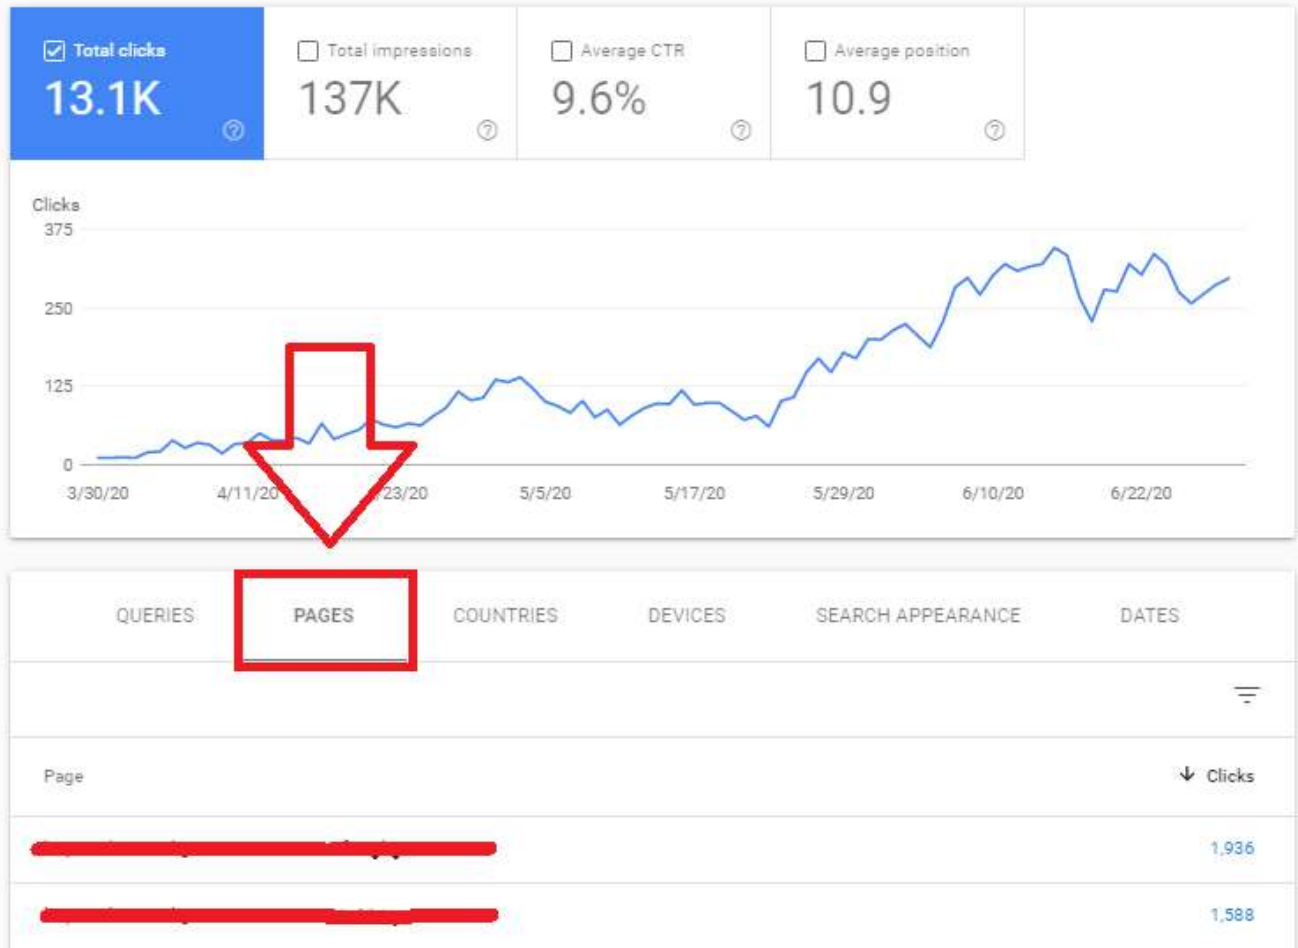 Total clicks Total impressions Average CTR Average position
13.1K 137K 9.6% 10.9
Clicks
375
250
125
0
3/30/20 4/11/20 23/20 5/5/20 5/17/20 5/29/20 6/10/20 6/22/20
QUERIES PAGES COUNTRIES DEVICES SEARCH APPEARANCE DATES
Page Clicks
1,936
1,588